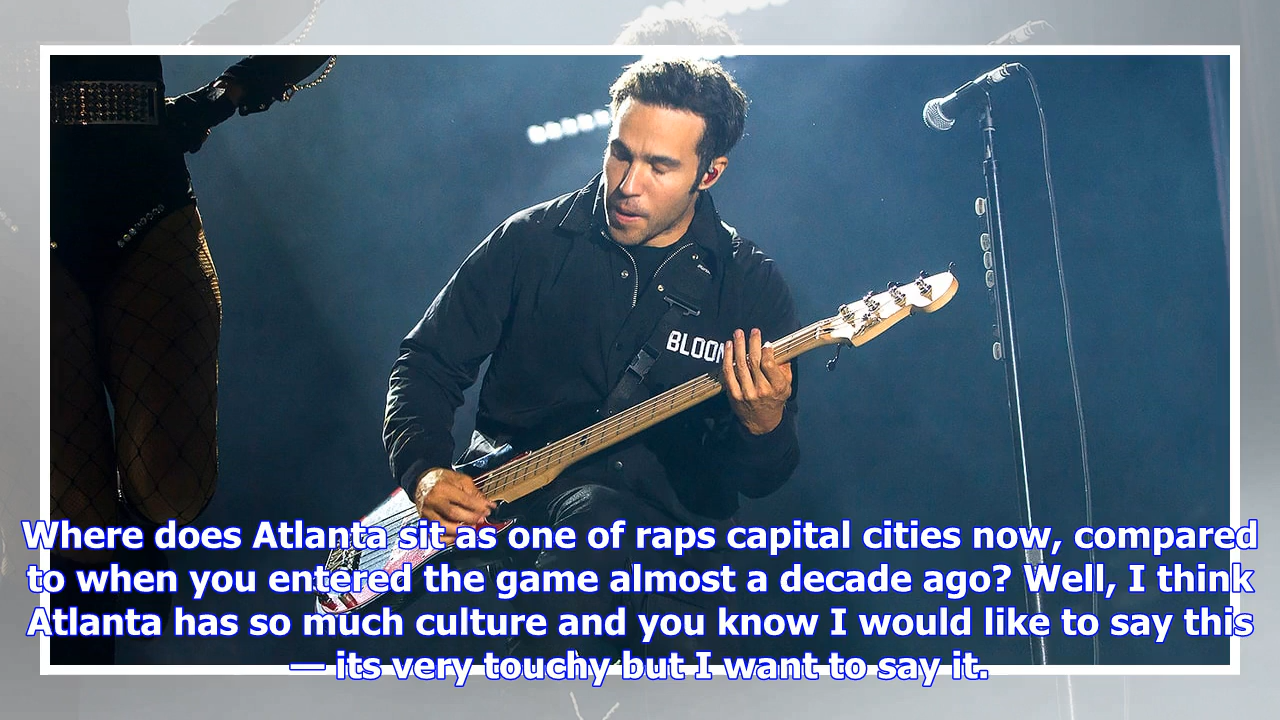 BLOOM
Where does Atlanta sit as one of raps capital cities now, compared
to when you entered the game almost a decade ago? Well, I think
Atlanta has so much culture and you know I would like to say this
— its very touchy but I want to say it.